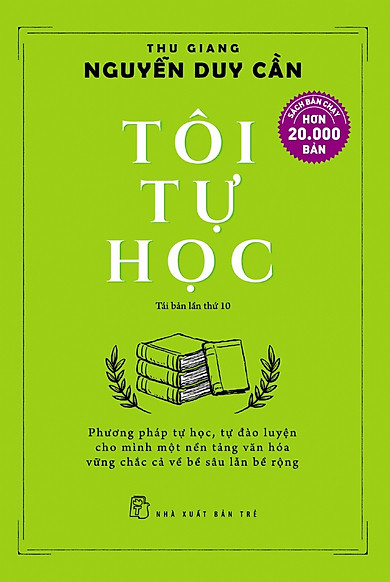 THU GIANG
NGUYỄN DUY CẦN
SÁCH BÁN CHẠY
HƠN
20.000
BẢN
TÔI
TỰ
HỌC
Tái bản lần thứ 10
Phương pháp tự học, tự đào luyện
cho mình một nền tảng văn hóa
vững chắc cả về bề sâu lẫn bề rộng
NHÀ XUẤT BẢN TRẺ